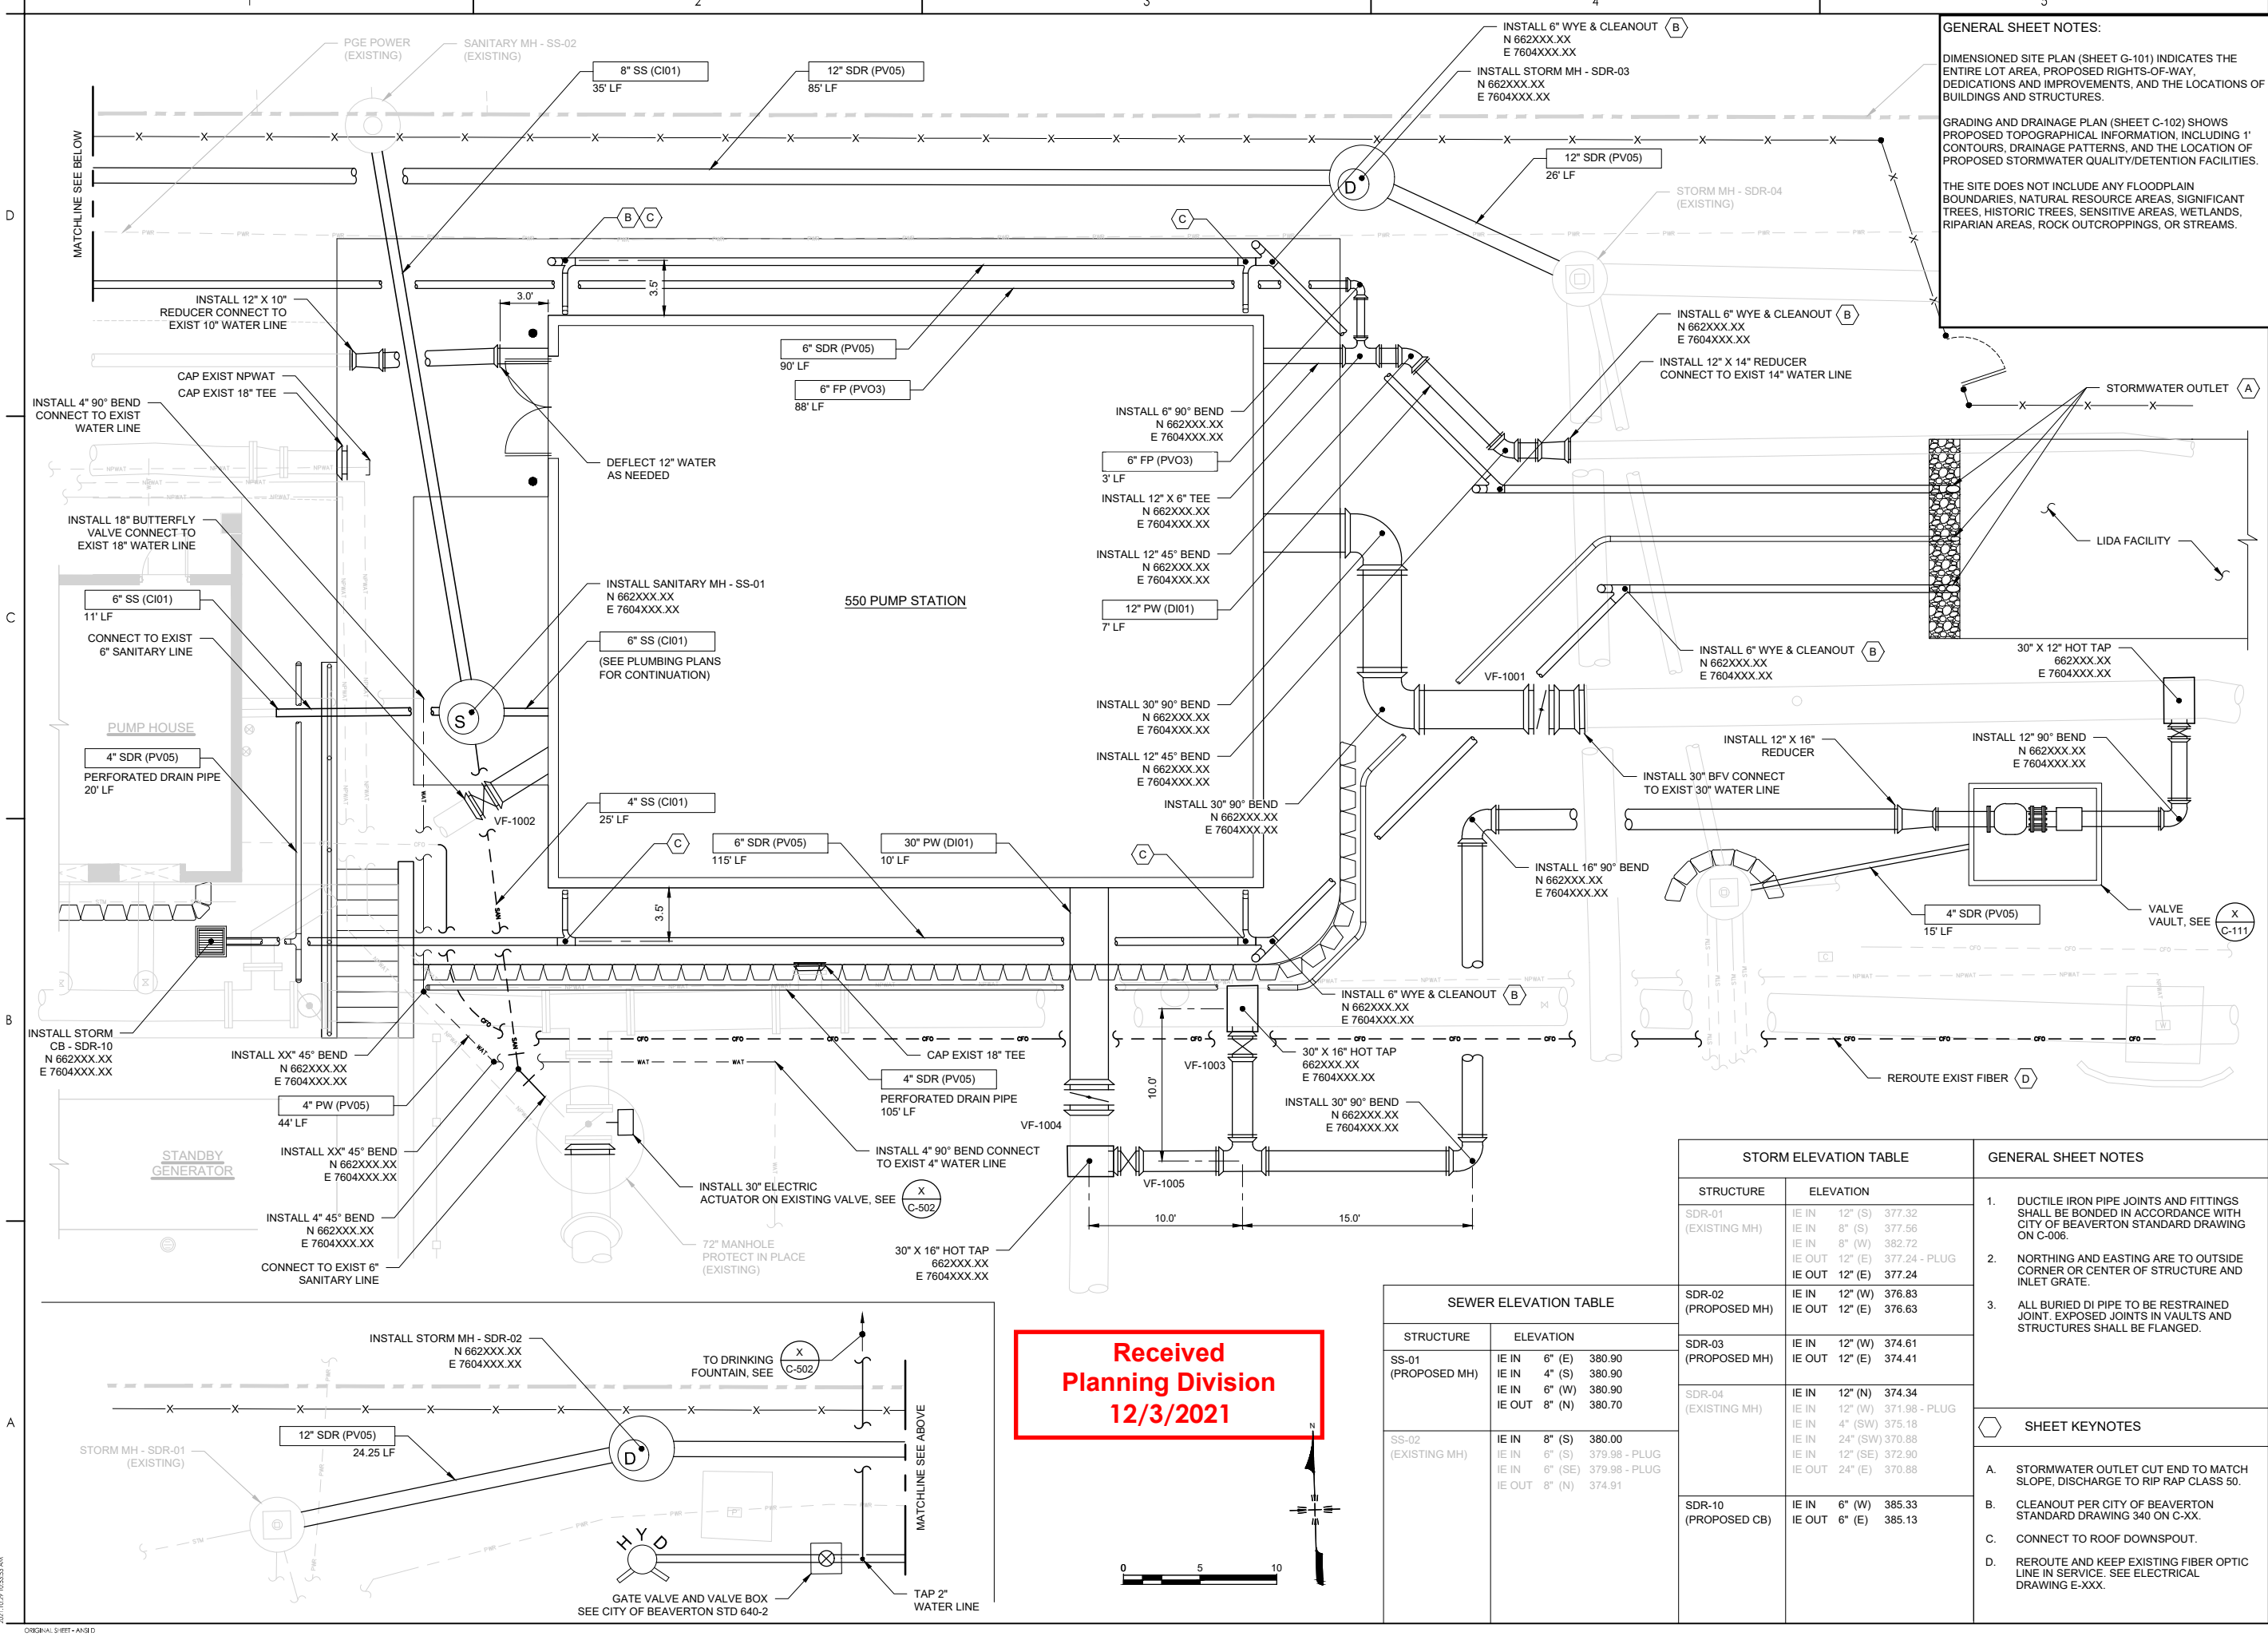 1
2
3
4
5
D
C
B
A
PGE POWER
(EXISTING)
SANITARY MH - SS-02
(EXISTING)
8" SS (CI01)
35' LF
12" SDR (PV05)
85' LF
INSTALL 6" WYE & CLEANOUT B
N 662XXX.XX
E 7604XXX.XX
INSTALL STORM MH - SDR-03
N 662XXX.XX
E 7604XXX.XX
12" SDR (PV05)
26' LF
STORM MH - SDR-04
(EXISTING)
D
MATCHLINE SEE BELOW
B C
C
3.5'
3.0'
GENERAL SHEET NOTES:
DIMENSIONED SITE PLAN (SHEET G-101) INDICATES THE
ENTIRE LOT AREA, PROPOSED RIGHTS-OF-WAY,
DEDICATIONS AND IMPROVEMENTS, AND THE LOCATIONS OF
BUILDINGS AND STRUCTURES.
GRADING AND DRAINAGE PLAN (SHEET C-102) SHOWS
PROPOSED TOPOGRAPHICAL INFORMATION, INCLUDING 1'
CONTOURS, DRAINAGE PATTERNS, AND THE LOCATION OF
PROPOSED STORMWATER QUALITY/DETENTION FACILITIES.
THE SITE DOES NOT INCLUDE ANY FLOODPLAIN
BOUNDARIES, NATURAL RESOURCE AREAS, SIGNIFICANT
TREES, HISTORIC TREES, SENSITIVE AREAS, WETLANDS,
RIPARIAN AREAS, ROCK OUTCROPPINGS, OR STREAMS.
INSTALL 12" X 10"
REDUCER CONNECT TO
EXIST 10" WATER LINE
CAP EXIST NPWAT
CAP EXIST 18" TEE
INSTALL 4" 90° BEND
CONNECT TO EXIST
WATER LINE
6" SDR (PV05)
90' LF
6" FP (PVO3)
88' LF
DEFLECT 12" WATER
AS NEEDED
INSTALL 6" WYE & CLEANOUT B
N 662XXX.XX
E 7604XXX.XX
INSTALL 12" X 14" REDUCER
CONNECT TO EXIST 14" WATER LINE
STORMWATER OUTLET A
INSTALL 6" 90° BEND
N 662XXX.XX
E 7604XXX.XX
6" FP (PVO3)
3' LF
INSTALL 12" X 6" TEE
N 662XXX.XX
E 7604XXX.XX
INSTALL 12" 45° BEND
N 662XXX.XX
E 7604XXX.XX
12" PW (DI01)
7' LF
INSTALL 18" BUTTERFLY
VALVE CONNECT TO
EXIST 18" WATER LINE
6" SS (CI01)
11' LF
CONNECT TO EXIST
6" SANITARY LINE
INSTALL SANITARY MH - SS-01
N 662XXX.XX
E 7604XXX.XX
6" SS (CI01)
(SEE PLUMBING PLANS
FOR CONTINUATION)
550 PUMP STATION
LIDA FACILITY
S
PUMP HOUSE
4" SDR (PV05)
PERFORATED DRAIN PIPE
20' LF
INSTALL 30" 90° BEND
N 662XXX.XX
E 7604XXX.XX
INSTALL 12" 45° BEND
N 662XXX.XX
E 7604XXX.XX
INSTALL 30" 90° BEND
N 662XXX.XX
E 7604XXX.XX
VF-1001
INSTALL 6" WYE & CLEANOUT B
N 662XXX.XX
E 7604XXX.XX
30" X 12" HOT TAP
662XXX.XX
E 7604XXX.XX
INSTALL 12" X 16"
REDUCER
INSTALL 12" 90° BEND
N 662XXX.XX
E 7604XXX.XX
INSTALL 30" BFV CONNECT
TO EXIST 30" WATER LINE
VF-1002
4" SS (CI01)
25' LF
C
6" SDR (PV05)
115' LF
30" PW (DI01)
10' LF
C
INSTALL 16" 90° BEND
N 662XXX.XX
E 7604XXX.XX
4" SDR (PV05)
15' LF
VALVE
VAULT, SEE X
C-111
3.5'
INSTALL STORM
CB - SDR-10
N 662XXX.XX
E 7604XXX.XX
INSTALL XX" 45° BEND
N 662XXX.XX
E 7604XXX.XX
4" PW (PV05)
44' LF
INSTALL XX" 45° BEND
N 662XXX.XX
E 7604XXX.XX
INSTALL 4" 45° BEND
N 662XXX.XX
E 7604XXX.XX
CONNECT TO EXIST 6"
SANITARY LINE
STANDBY
GENERATOR
CAP EXIST 18" TEE
4" SDR (PV05)
PERFORATED DRAIN PIPE
105' LF
INSTALL 4" 90° BEND CONNECT
TO EXIST 4" WATER LINE
INSTALL 30" ELECTRIC
ACTUATOR ON EXISTING VALVE, SEE X
C-502
72" MANHOLE
PROTECT IN PLACE
(EXISTING)
30" X 16" HOT TAP
662XXX.XX
E 7604XXX.XX
INSTALL 6" WYE & CLEANOUT B
N 662XXX.XX
E 7604XXX.XX
30" X 16" HOT TAP
662XXX.XX
E 7604XXX.XX
VF-1003
VF-1004
VF-1005
INSTALL 30" 90° BEND
N 662XXX.XX
E 7604XXX.XX
10.0'
10.0'
15.0'
REROUTE EXIST FIBER D
INSTALL STORM MH - SDR-02
N 662XXX.XX
E 7604XXX.XX
TO DRINKING
FOUNTAIN, SEE X
C-502
12" SDR (PV05)
24.25 LF
STORM MH - SDR-01
(EXISTING)
D
MATCHLINE SEE ABOVE
HYD
GATE VALVE AND VALVE BOX
SEE CITY OF BEAVERTON STD 640-2
TAP 2"
WATER LINE
Received
Planning Division
12/3/2021
N
0 5 10
SEWER ELEVATION TABLE
STRUCTURE ELEVATION
SS-01 IE IN 6" (E) 380.90
(PROPOSED MH) IE IN 4" (S) 380.90
IE IN 6" (W) 380.90
IE OUT 8" (N) 380.70
SS-02 IE IN 8" (S) 380.00
(EXISTING MH) IE IN 6" (S) 379.98 - PLUG
IE IN 6" (SE) 379.98 - PLUG
IE OUT 8" (N) 374.91
STORM ELEVATION TABLE
STRUCTURE ELEVATION
SDR-01 IE IN 12" (S) 377.32
(EXISTING MH) IE IN 8" (S) 377.56
IE IN 8" (W) 382.72
IE OUT 12" (E) 377.24 - PLUG
IE OUT 12" (E) 377.24
SDR-02 IE IN 12" (W) 376.83
(PROPOSED MH) IE OUT 12" (E) 376.63
SDR-03 IE IN 12" (W) 374.61
(PROPOSED MH) IE OUT 12" (E) 374.41
SDR-04 IE IN 12" (N) 374.34
(EXISTING MH) IE IN 12" (W) 371.98 - PLUG
IE IN 4" (SW) 375.18
IE IN 24" (SW) 370.88
IE IN 12" (SE) 372.90
IE OUT 24" (E) 370.88
SDR-10 IE IN 6" (W) 385.33
(PROPOSED CB) IE OUT 6" (E) 385.13
GENERAL SHEET NOTES
1. DUCTILE IRON PIPE JOINTS AND FITTINGS
SHALL BE BONDED IN ACCORDANCE WITH
CITY OF BEAVERTON STANDARD DRAWING
ON C-006.
2. NORTHING AND EASTING ARE TO OUTSIDE
CORNER OR CENTER OF STRUCTURE AND
INLET GRATE.
3. ALL BURIED DI PIPE TO BE RESTRAINED
JOINT. EXPOSED JOINTS IN VAULTS AND
STRUCTURES SHALL BE FLANGED.
SHEET KEYNOTES
A. STORMWATER OUTLET CUT END TO MATCH
SLOPE, DISCHARGE TO RIP RAP CLASS 50.
B. CLEANOUT PER CITY OF BEAVERTON
STANDARD DRAWING 340 ON C-XX.
C. CONNECT TO ROOF DOWNSPOUT.
D. REROUTE AND KEEP EXISTING FIBER OPTIC
LINE IN SERVICE. SEE ELECTRICAL
DRAWING E-XXX.
ORIGINAL SHEET - ANSI D